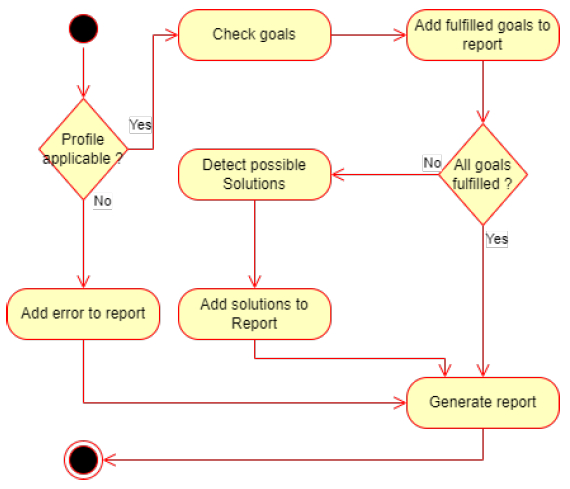 Check goals
Add fulfilled goals to
report
Profile
applicable ?
Yes
No
All goals
fulfilled ?
No
Yes
Detect possible
Solutions
Add error to report
Add solutions to
Report
Generate report